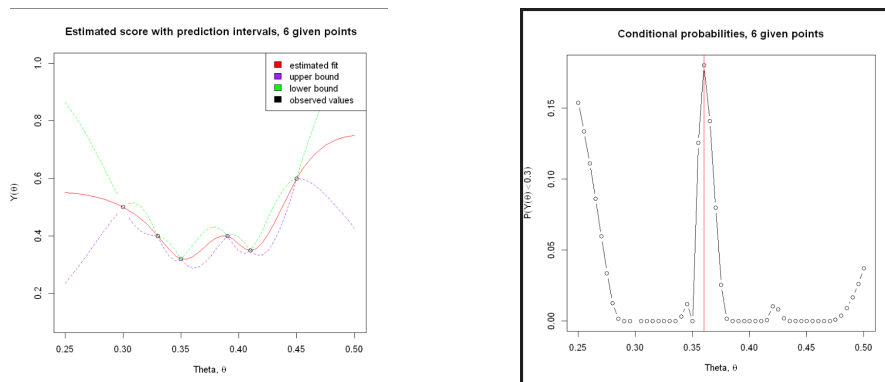 Estimated score with prediction intervals, 6 given points
estimated fit
upper bound
lower bound
observed values
Y(θ)
1.0
0.8
0.6
0.4
0.2
0.25 0.30 0.35 0.40 0.45 0.50
Theta, θ
Conditional probabilities, 6 given points
P(Y(θ) < 0.3)
0.15
0.10
0.05
0.00
0.25 0.30 0.35 0.40 0.45 0.50
Theta, θ